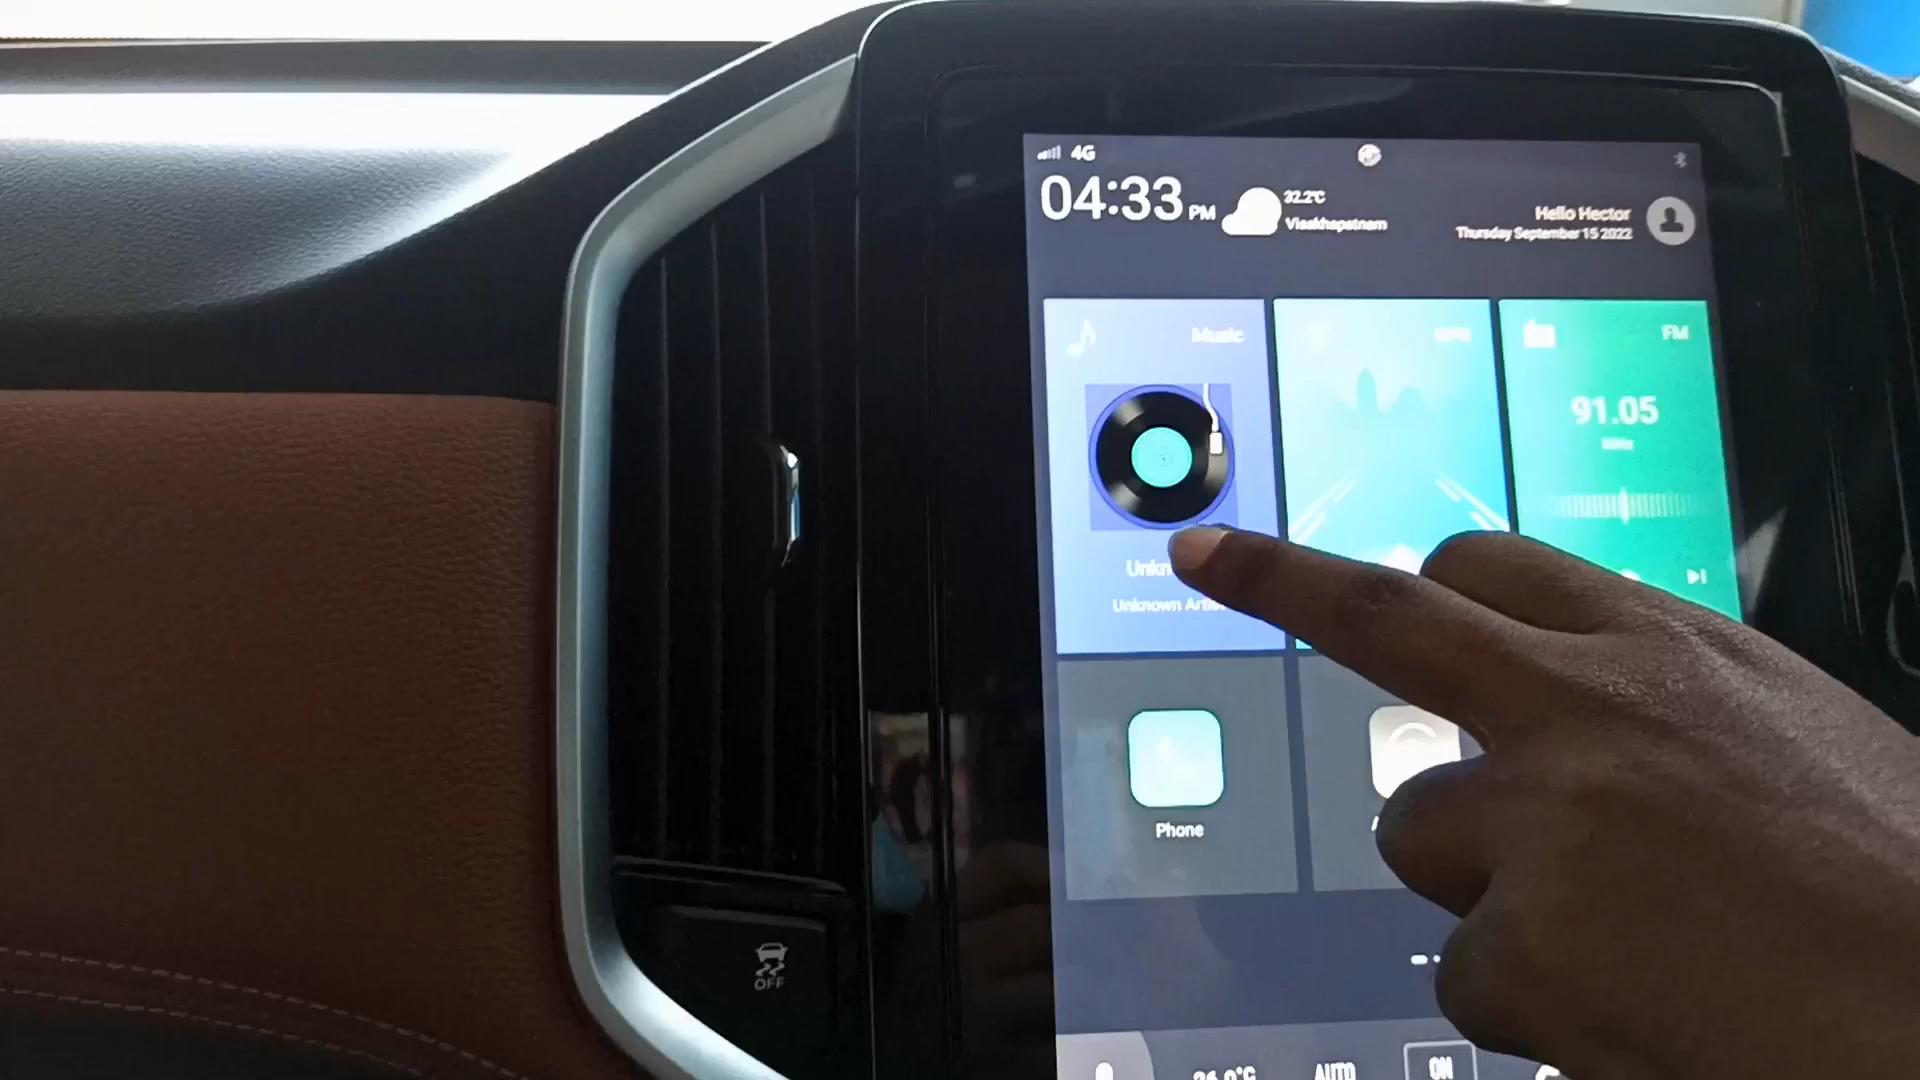 4G
04:33 PM
32.2°C
Visakhapatnam
Hello Hector
Thursday September 15 2022
Music
FM
91.05
MHz
Unknown Artist
Phone
OFF
AUTO
ON